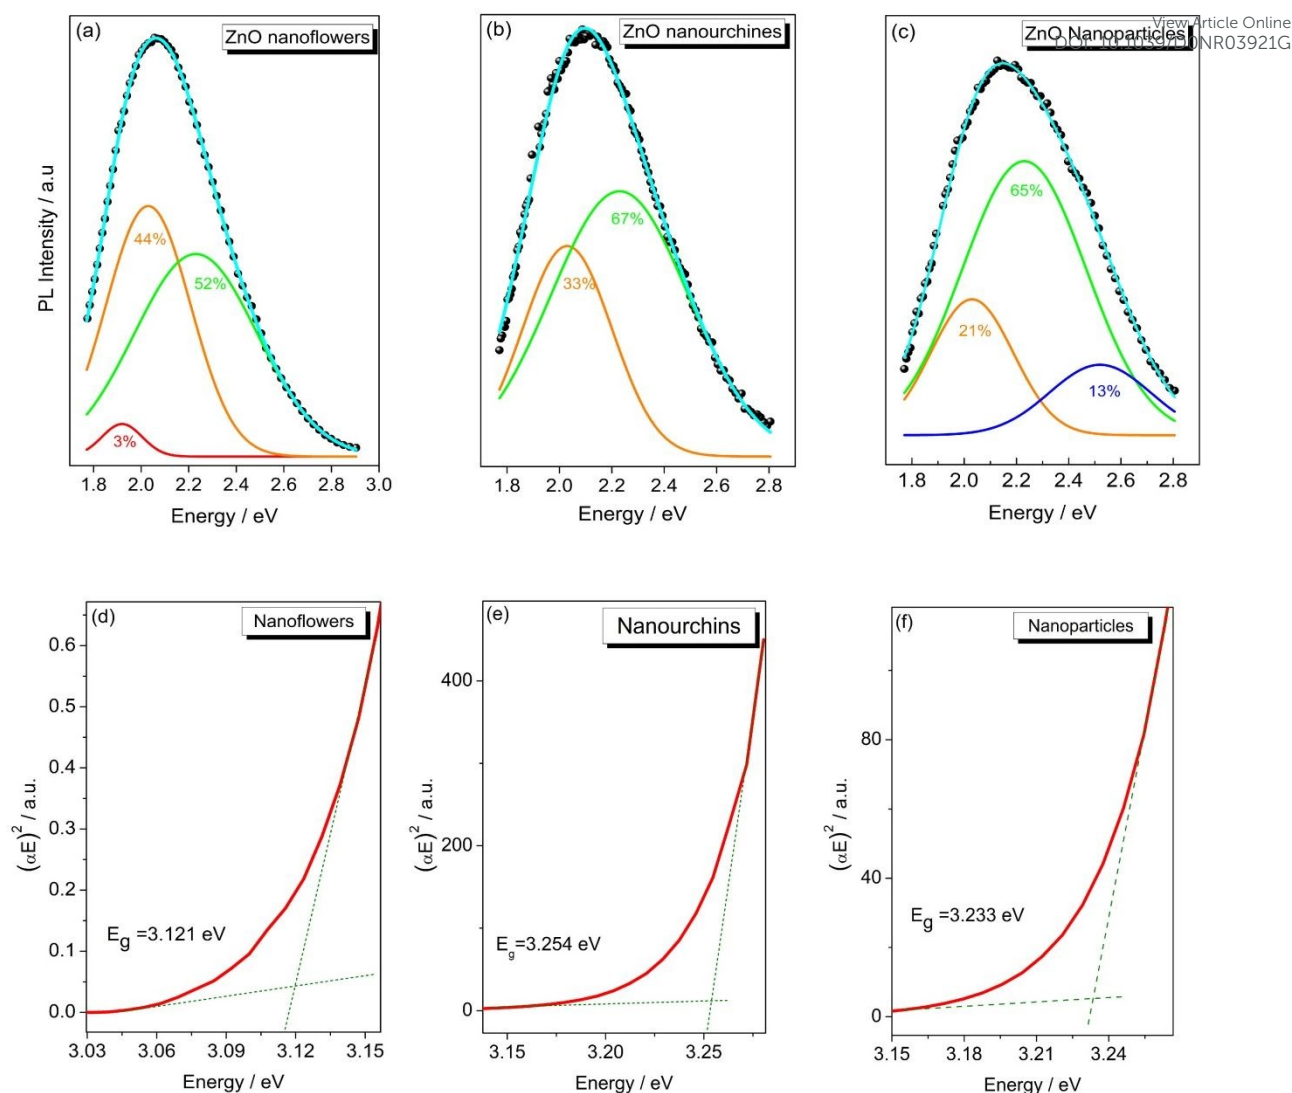 View Article Online
DOI: 10.1039/D0NR03921G
(a)
ZnO nanoflowers
PL Intensity / a.u
44%
52%
3%
1.8 2.0 2.2 2.4 2.6 2.8 3.0
Energy / eV
(b)
ZnO nanourchines
67%
33%
1.8 2.0 2.2 2.4 2.6 2.8
Energy / eV
(c)
ZnO Nanoparticles
65%
21%
13%
1.8 2.0 2.2 2.4 2.6 2.8
Energy / eV
(d)
Nanoflowers
(αE)² / a.u.
0.6
0.5
0.4
0.3
0.2
0.1
0.0
Eg =3.121 eV
3.03 3.06 3.09 3.12 3.15
Energy / eV
(e)
Nanourchins
(αE)² / a.u.
400
200
0
Eg=3.254 eV
3.15 3.20 3.25
Energy / eV
(f)
Nanoparticles
(αE)² / a.u.
80
40
0
Eg =3.233 eV
3.15 3.18 3.21 3.24
Energy / eV